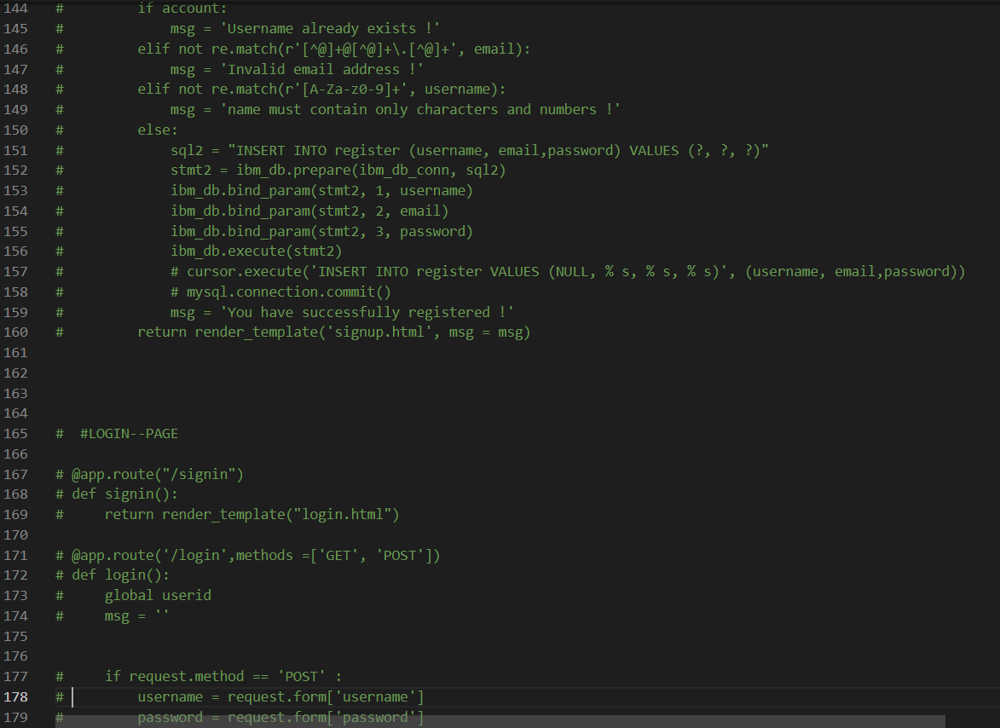 144 #         if account:
145 #             msg = 'Username already exists !'
146 #         elif not re.match(r'[^@]+@[^@]+\.[^@]+', email):
147 #             msg = 'Invalid email address !'
148 #         elif not re.match(r'[A-Za-z0-9]+', username):
149 #             msg = 'name must contain only characters and numbers !'
150 #         else:
151 #             sql2 = "INSERT INTO register (username, email,password) VALUES (?, ?, ?)"
152 #             stmt2 = ibm_db.prepare(ibm_db_conn, sql2)
153 #             ibm_db.bind_param(stmt2, 1, username)
154 #             ibm_db.bind_param(stmt2, 2, email)
155 #             ibm_db.bind_param(stmt2, 3, password)
156 #             ibm_db.execute(stmt2)
157 #             # cursor.execute('INSERT INTO register VALUES (NULL, % s, % s, % s)', (username, email,password))
158 #             # mysql.connection.commit()
159 #             msg = 'You have successfully registered !'
160 #         return render_template('signup.html', msg = msg)
161
162
163
164
165 #  #LOGIN--PAGE
166
167 # @app.route("/signin")
168 # def signin():
169 #     return render_template("login.html")
170
171 # @app.route('/login',methods =['GET', 'POST'])
172 # def login():
173 #     global userid
174 #     msg = ''
175
176
177 #     if request.method == 'POST' :
178 #         username = request.form['username']
179 #         password = request.form['password']